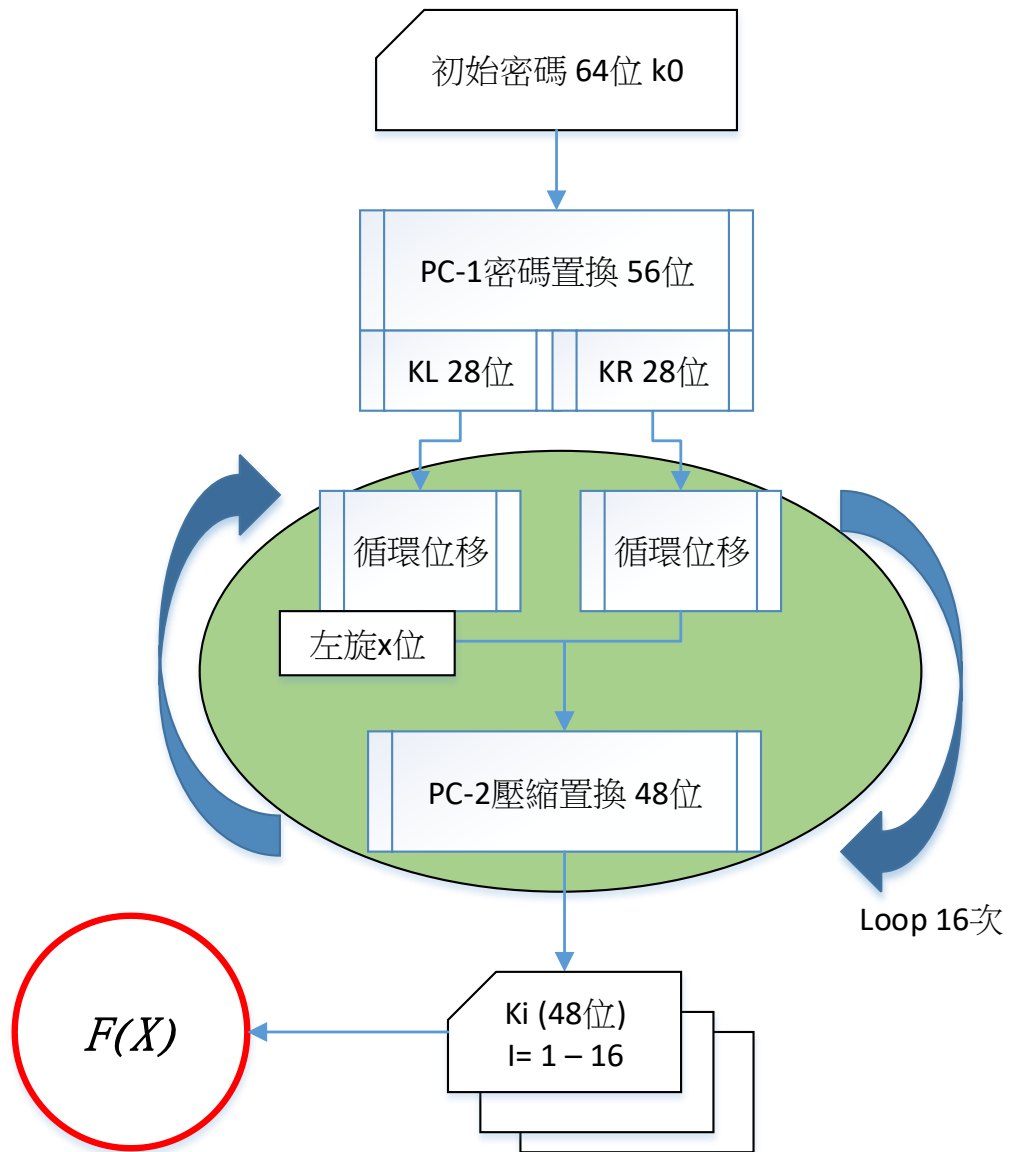 初始密碼 64位 k0
PC-1密碼置換 56位
KL 28位
KR 28位
循環位移
循環位移
左旋x位
PC-2壓縮置換 48位
Loop 16次
Ki (48位)
I= 1 – 16
F(X)